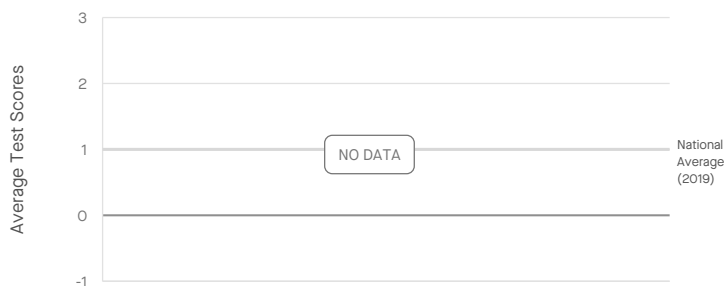 Average Test Scores
3
2
1
0
-1
NO DATA
National
Average
(2019)